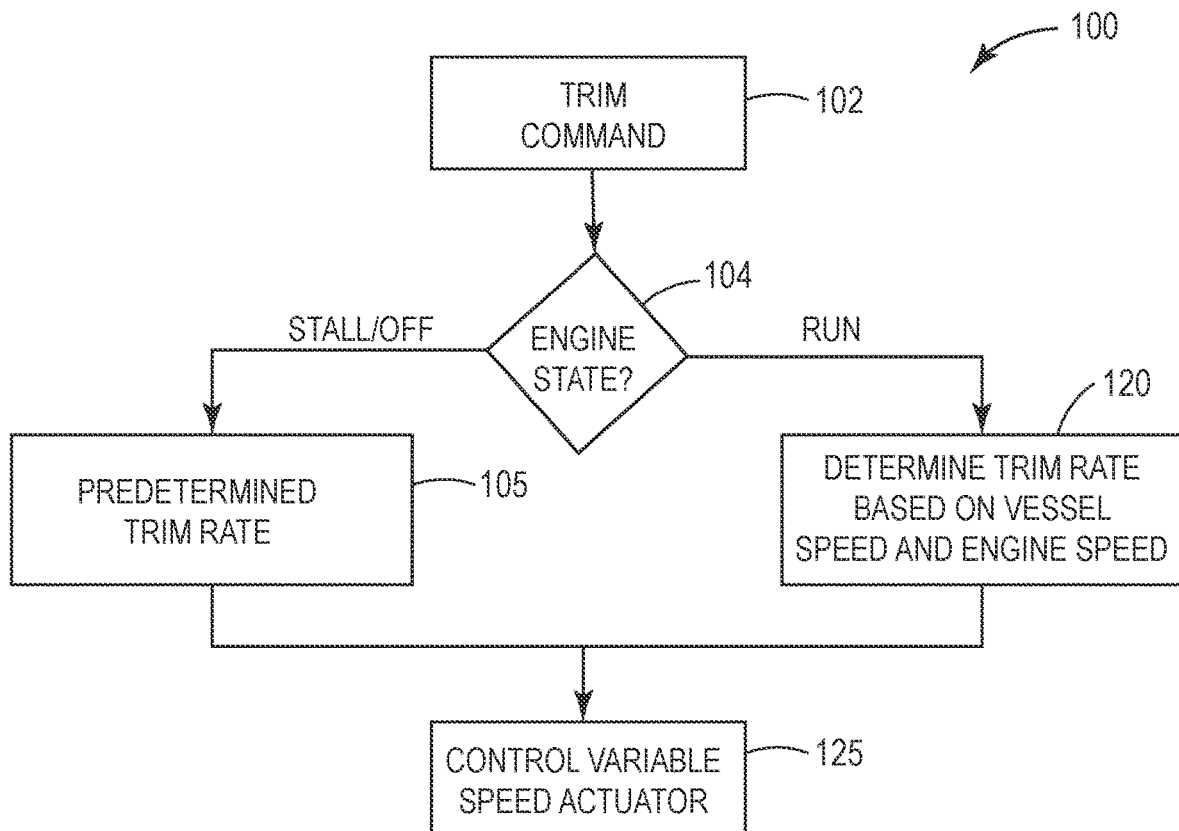 100
TRIM
COMMAND
102
ENGINE
STATE?
104
STALL/OFF
RUN
PREDETERMINED
TRIM RATE
105
DETERMINE TRIM RATE
BASED ON VESSEL
SPEED AND ENGINE SPEED
120
CONTROL VARIABLE
SPEED ACTUATOR
125